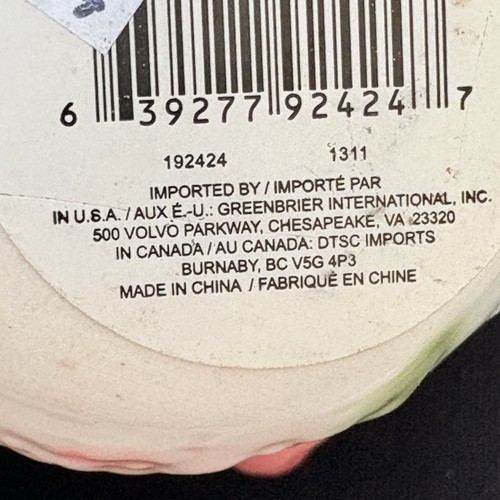 6 39277 92424 7
192424 1311
IMPORTED BY / IMPORTÉ PAR
IN U.S.A. / AUX É.-U.: GREENBRIER INTERNATIONAL, INC.
500 VOLVO PARKWAY, CHESAPEAKE, VA 23320
IN CANADA / AU CANADA: DTSC IMPORTS
BURNABY, BC V5G 4P3
MADE IN CHINA / FABRIQUÉ EN CHINE